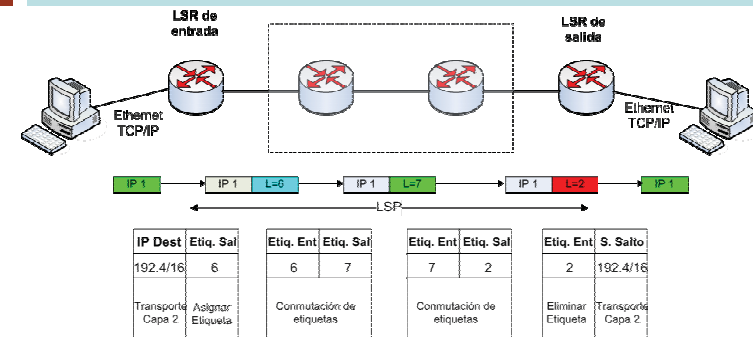 LSR de
entrada
LSR de
salida
Ethernet
TCP/IP
Ethernet
TCP/IP
IP 1
IP 1 L=6
IP 1 L=7
IP 1 L=2
IP 1
LSP
IP Dest Etiq. Sal
192.4/16 6
Transporte Asignar
Capa 2 Etiqueta
Etiq. Ent Etiq. Sal
6 7
Conmutación de
etiquetas
Etiq. Ent Etiq. Sal
7 2
Conmutación de
etiquetas
Etiq. Ent S. Salto
2 192.4/16
Eliminar Transporte
Etiqueta Capa 2